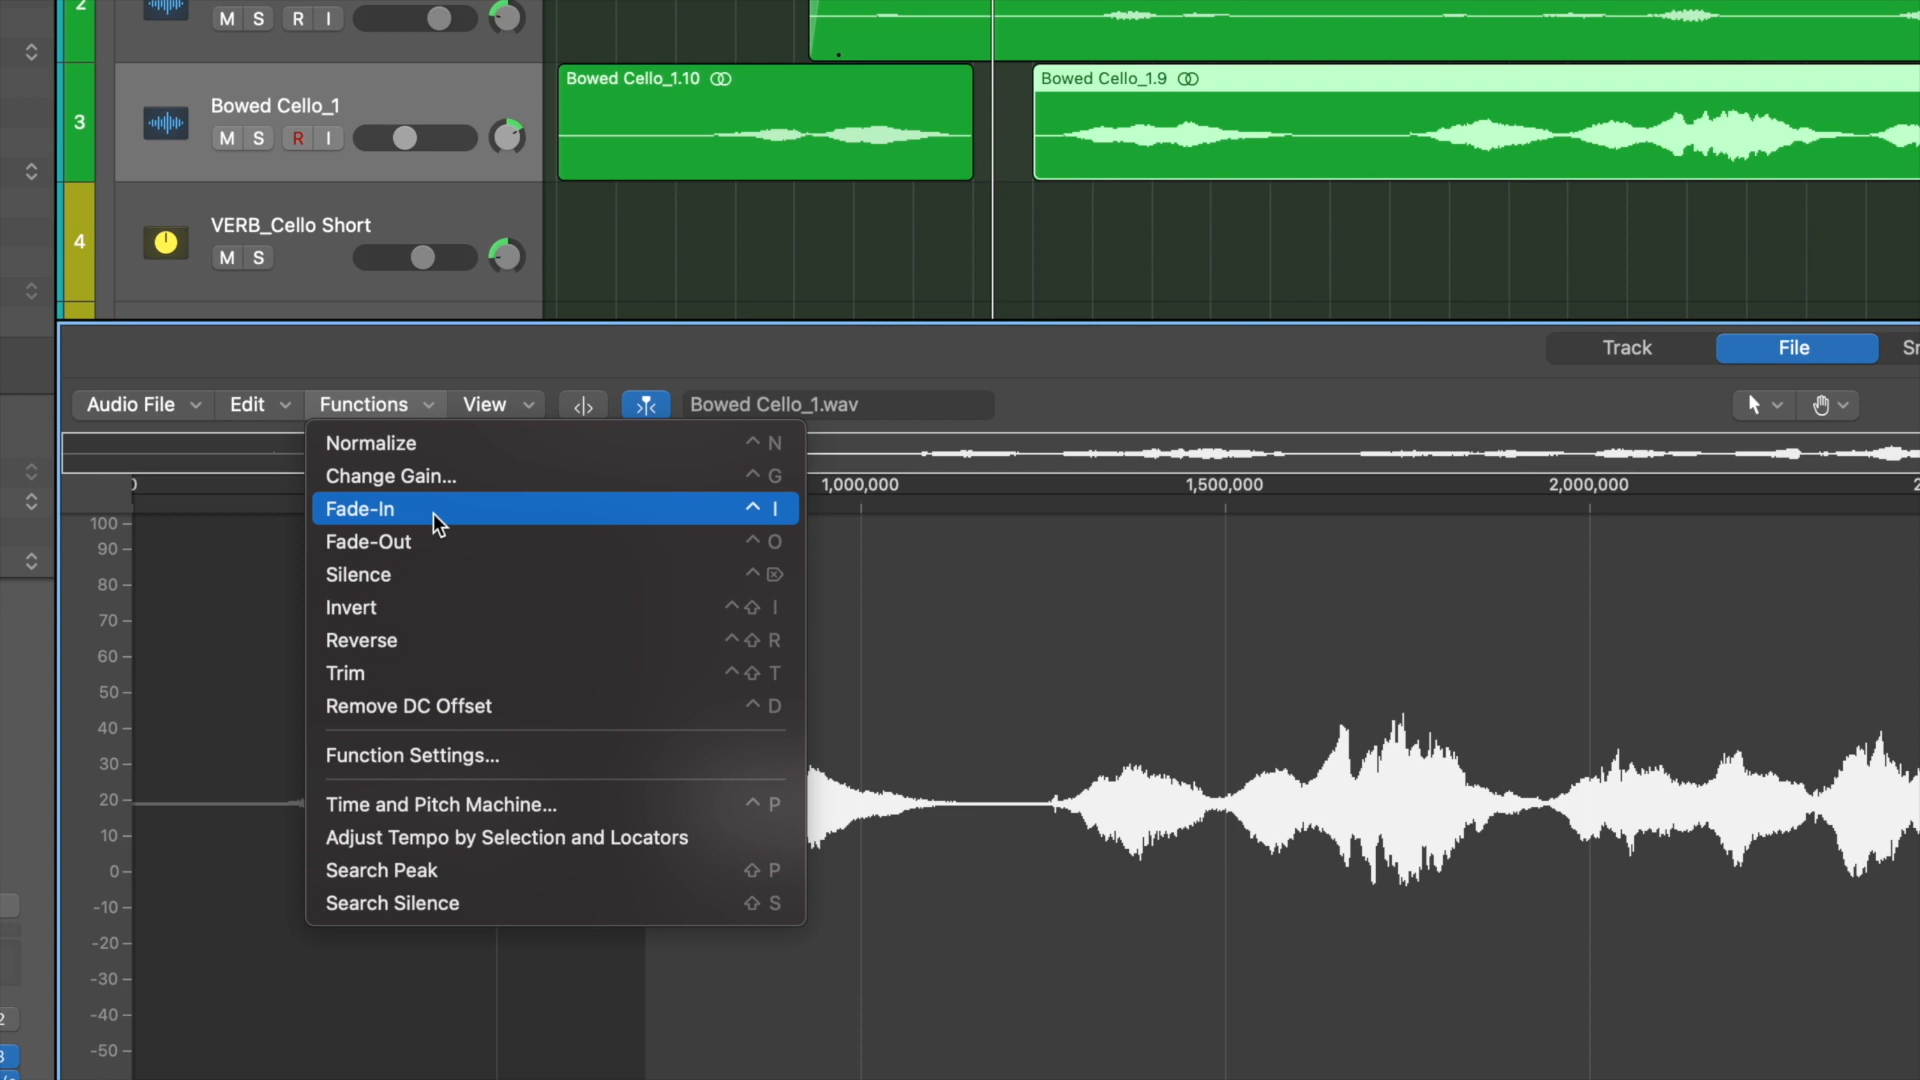 2
M S R I
Bowed Cello_1.10
Bowed Cello_1.9
3
Bowed Cello_1
M S R I
4
VERB_Cello Short
M S
Track
File
Audio File
Edit
Functions
View
Bowed Cello_1.wav
Normalize ^ N
Change Gain... ^ G
Fade-In ^ I
Fade-Out ^ O
Silence ^ ⌦
Invert ^ ⇧ I
Reverse ^ ⇧ R
Trim ^ ⇧ T
Remove DC Offset ^ D
Function Settings...
Time and Pitch Machine... ^ P
Adjust Tempo by Selection and Locators
Search Peak ⇧ P
Search Silence ⇧ S
1,000,000
1,500,000
2,000,000
100
90
80
70
60
50
40
30
20
10
0
-10
-20
-30
-40
-50